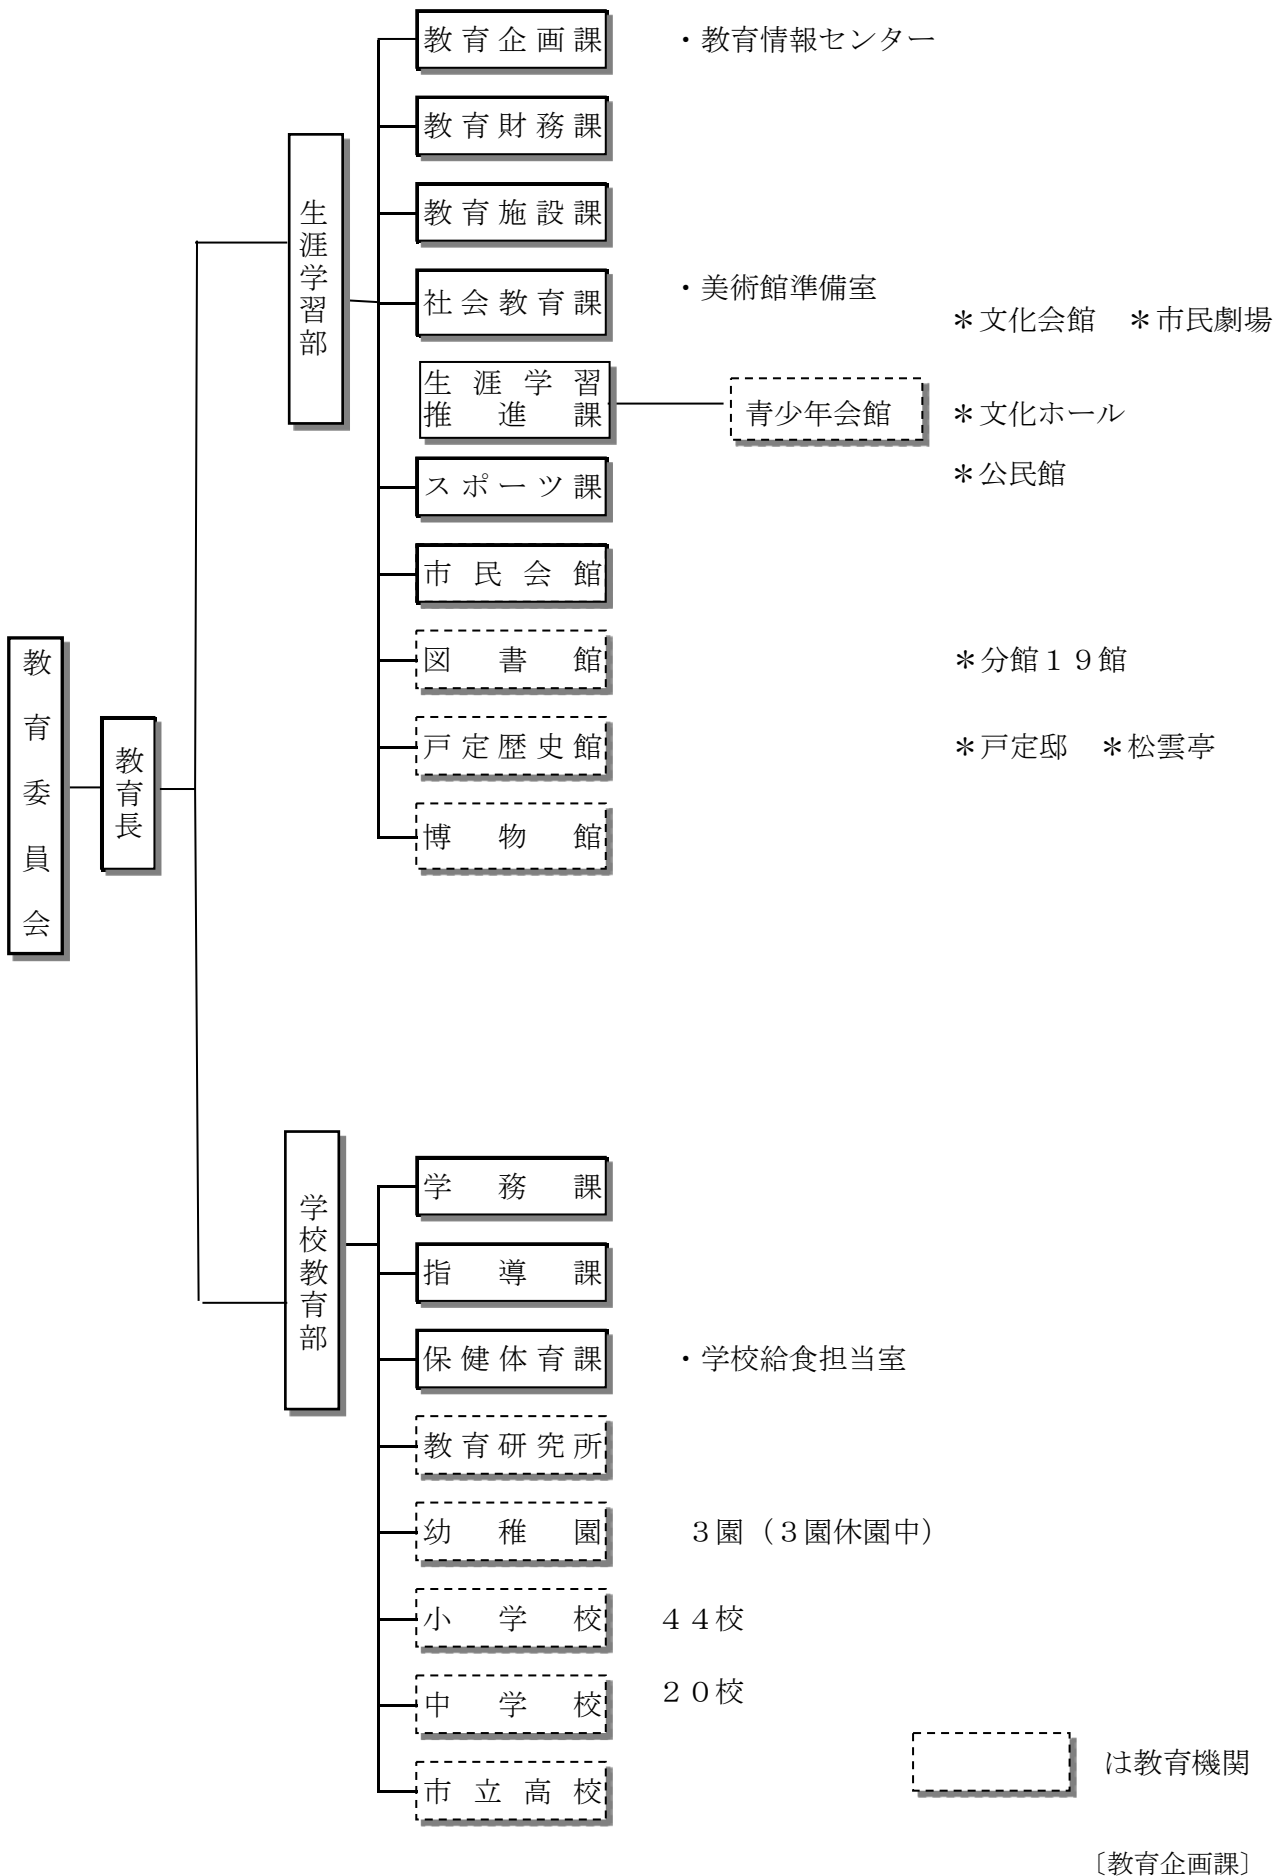 教育委員会
教育長
生涯学習部
教育企画課
・教育情報センター
教育財務課
教育施設課
社会教育課
・美術館準備室
＊文化会館　＊市民劇場
生涯学習
推進課
青少年会館
＊文化ホール
スポーツ課
＊公民館
市民会館
図書館
＊分館１９館
戸定歴史館
＊戸定邸　＊松雲亭
博物館
学校教育部
学務課
指導課
保健体育課
・学校給食担当室
教育研究所
幼稚園
３園（３園休園中）
小学校
４４校
中学校
２０校
市立高校
は教育機関
〔教育企画課〕